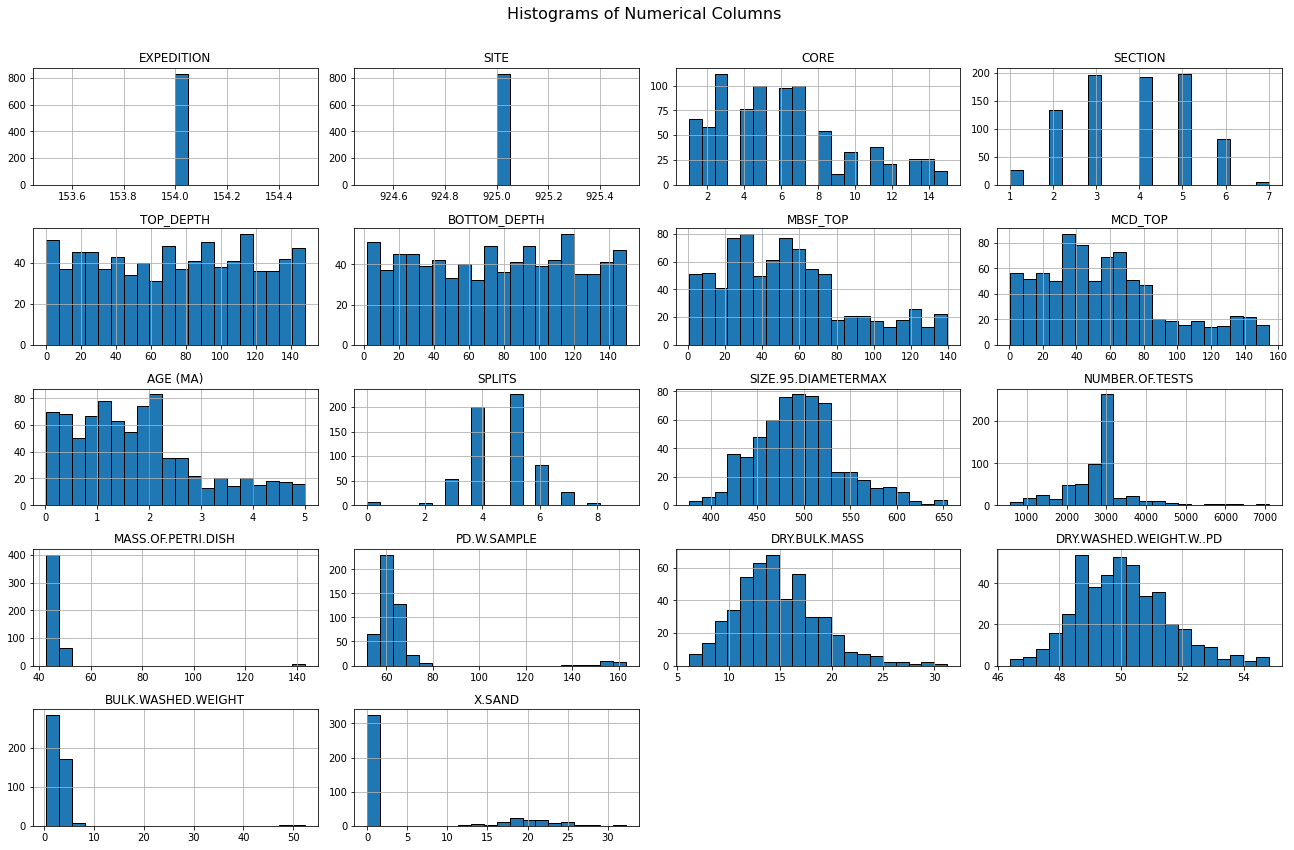 Histograms of Numerical Columns
EXPEDITION SITE CORE SECTION
800 600 400 200 0
153.6 153.8 154.0 154.2 154.4
800 600 400 200 0
924.6 924.8 925.0 925.2 925.4
100 75 50 25 0
2 4 6 8 10 12 14
200 150 100 50 0
1 2 3 4 5 6 7
TOP_DEPTH BOTTOM_DEPTH MBSF_TOP MCD_TOP
40 20 0
0 20 40 60 80 100 120 140
40 20 0
0 20 40 60 80 100 120 140
80 60 40 20 0
0 20 40 60 80 100 120 140
80 60 40 20 0
0 20 40 60 80 100 120 140 160
AGE (MA) SPLITS SIZE.95.DIAMETERMAX NUMBER.OF.TESTS
80 60 40 20 0
0 1 2 3 4 5
200 150 100 50 0
0 2 4 6 8
80 60 40 20 0
400 450 500 550 600 650
200 100 0
1000 2000 3000 4000 5000 6000 7000
MASS.OF.PETRI.DISH PD.W.SAMPLE DRY.BULK.MASS DRY.WASHED.WEIGHT.W..PD
400 300 200 100 0
40 60 80 100 120 140
200 150 100 50 0
60 80 100 120 140 160
60 40 20 0
5 10 15 20 25 30
40 20 0
46 48 50 52 54
BULK.WASHED.WEIGHT X.SAND
200 100 0
0 10 20 30 40 50
300 200 100 0
0 5 10 15 20 25 30